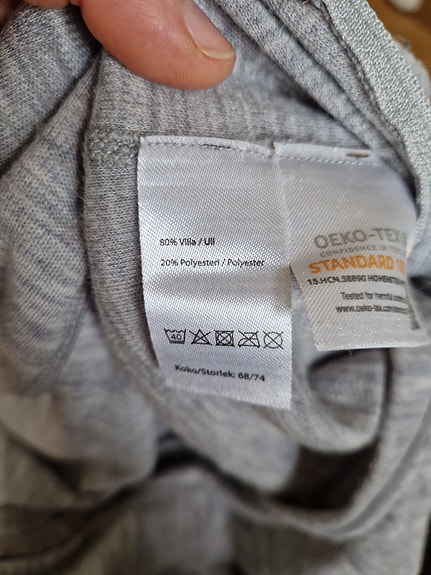 80% Villa / Ull
20% Polyesteri / Polyester
40
Koko/Storlek: 68/74
OEKO-TEX
CONFIDENCE IN
STANDARD
15.HCN.58890
Tested for harmful
www.oeko-tex.com